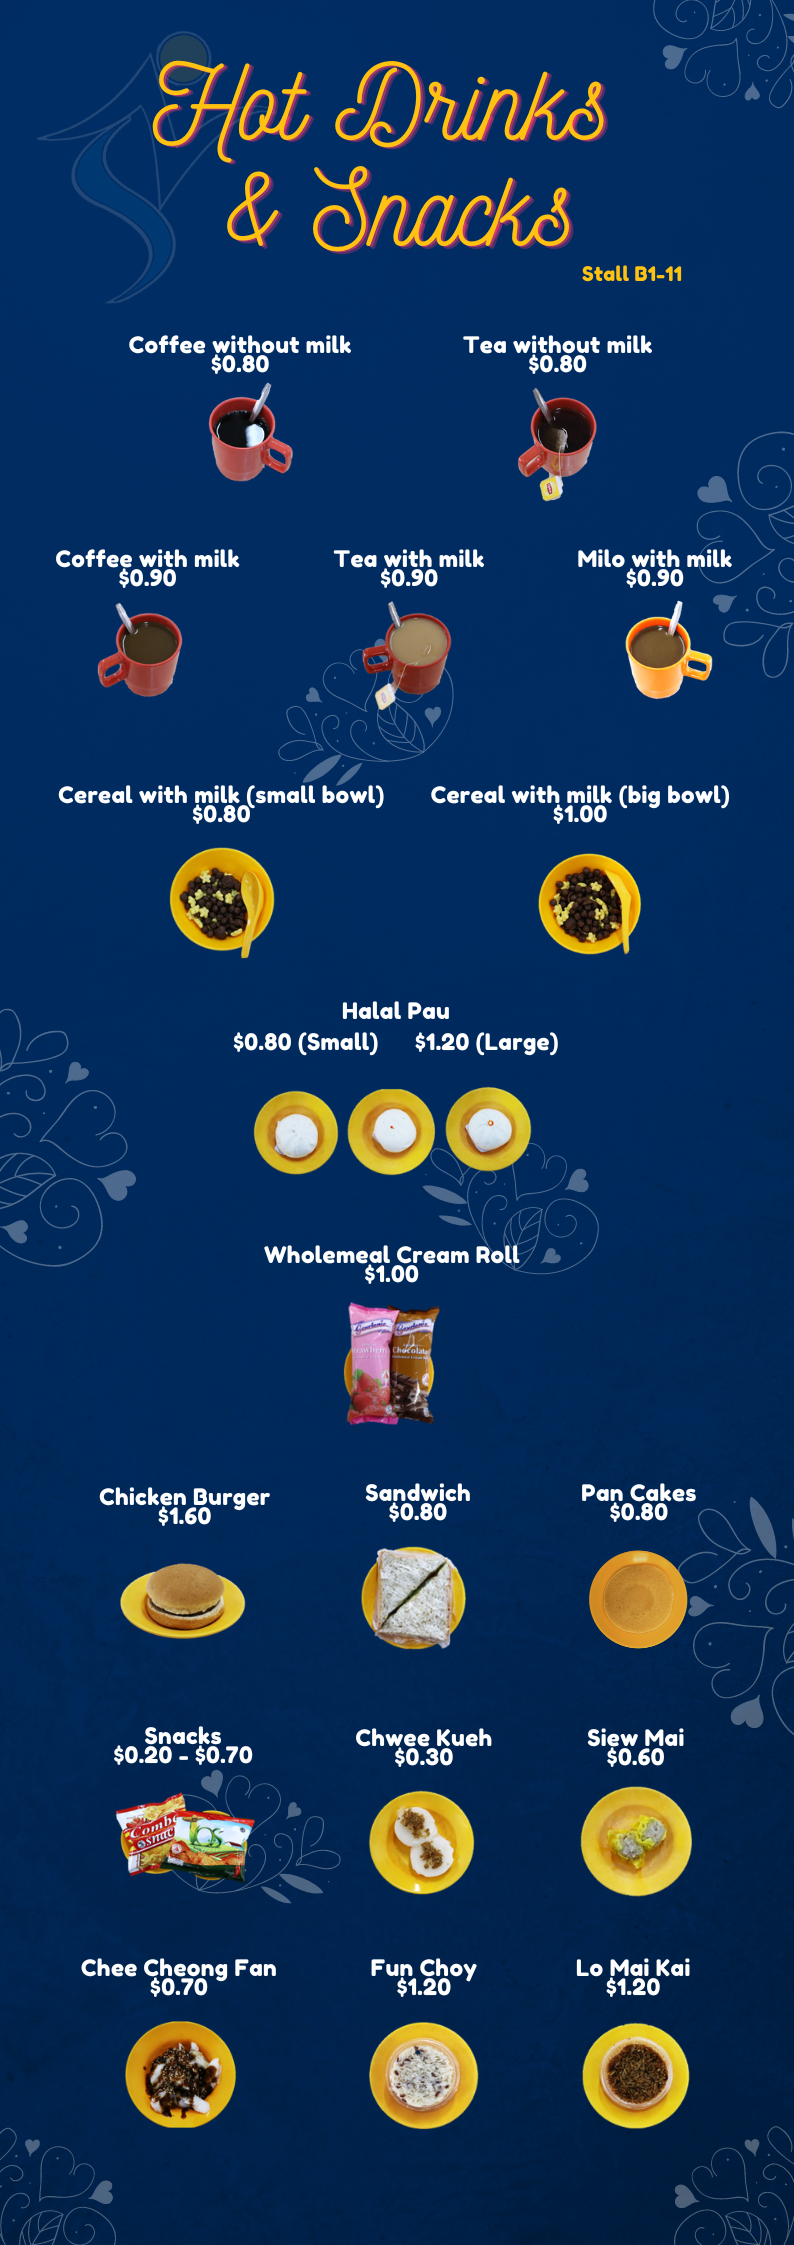 Hot Drinks
& Snacks
Stall B1-11
Coffee without milk
$0.80
Tea without milk
$0.80
Coffee with milk
$0.90
Tea with milk
$0.90
Milo with milk
$0.90
Cereal with milk (small bowl)
$0.80
Cereal with milk (big bowl)
$1.00
Halal Pau
$0.80 (Small) $1.20 (Large)
Wholemeal Cream Roll
$1.00
Gardenia
Gardenia
Chocolate
Chicken Burger
$1.60
Sandwich
$0.80
Pan Cakes
$0.80
Snacks
$0.20 - $0.70
Chwee Kueh
$0.30
Siew Mai
$0.60
Chee Cheong Fan
$0.70
Fun Choy
$1.20
Lo Mai Kai
$1.20